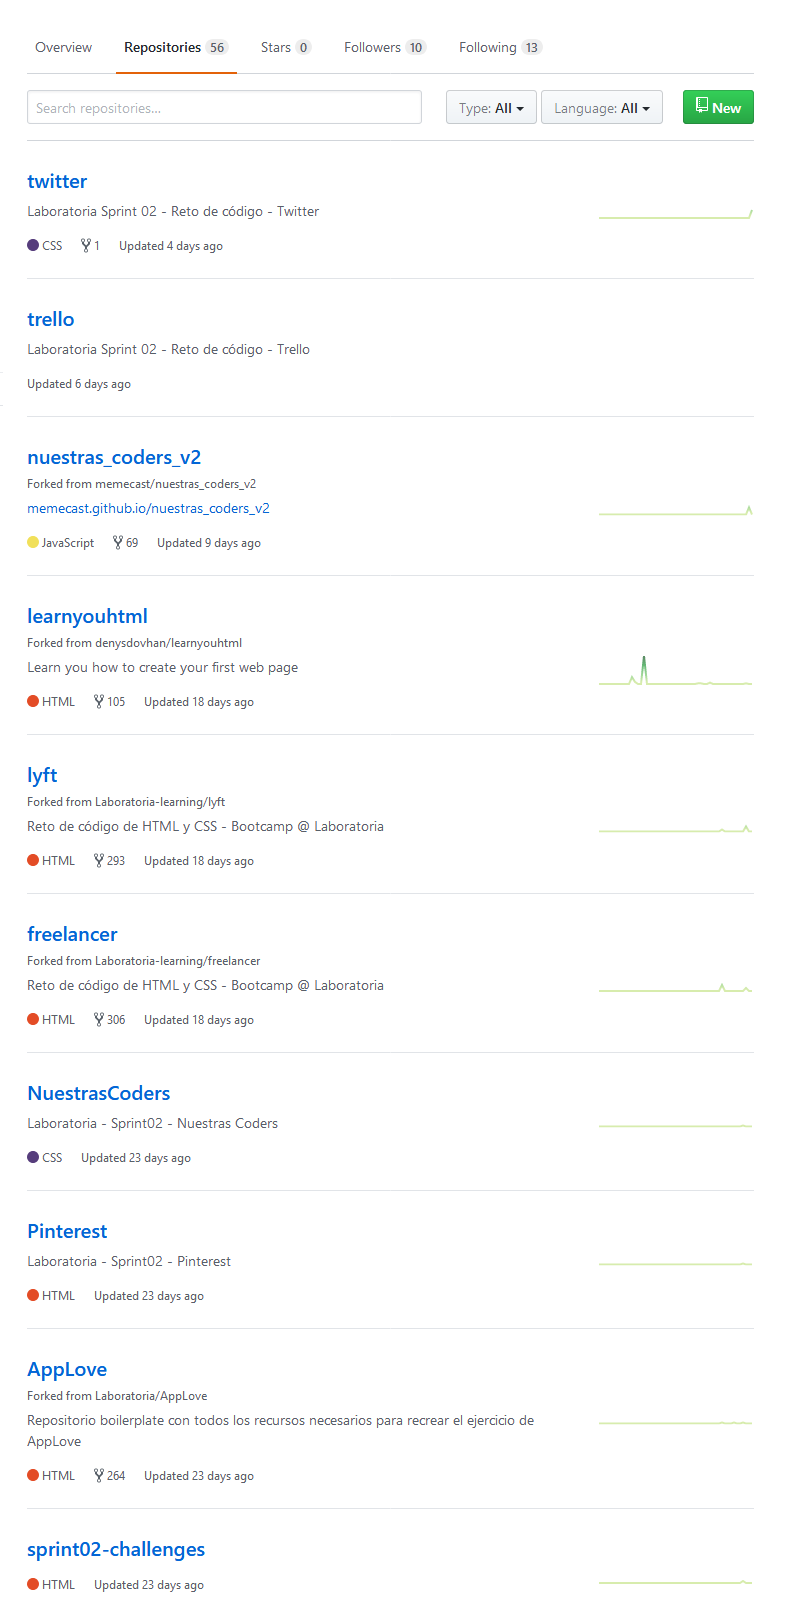 Overview Repositories 56 Stars 0 Followers 10 Following 13
Search repositories... Type: All Language: All New
twitter
Laboratoria Sprint 02 - Reto de código - Twitter
CSS 1 Updated 4 days ago
trello
Laboratoria Sprint 02 - Reto de código - Trello
Updated 6 days ago
nuestras_coders_v2
Forked from memecast/nuestras_coders_v2
memecast.github.io/nuestras_coders_v2
JavaScript 69 Updated 9 days ago
learnyouhtml
Forked from denysdovhan/learnyouhtml
Learn you how to create your first web page
HTML 105 Updated 18 days ago
lyft
Forked from Laboratoria-learning/lyft
Reto de código de HTML y CSS - Bootcamp @ Laboratoria
HTML 293 Updated 18 days ago
freelancer
Forked from Laboratoria-learning/freelancer
Reto de código de HTML y CSS - Bootcamp @ Laboratoria
HTML 306 Updated 18 days ago
NuestrasCoders
Laboratoria - Sprint02 - Nuestras Coders
CSS Updated 23 days ago
Pinterest
Laboratoria - Sprint02 - Pinterest
HTML Updated 23 days ago
AppLove
Forked from Laboratoria/AppLove
Repositorio boilerplate con todos los recursos necesarios para recrear el ejercicio de
AppLove
HTML 264 Updated 23 days ago
sprint02-challenges
HTML Updated 23 days ago